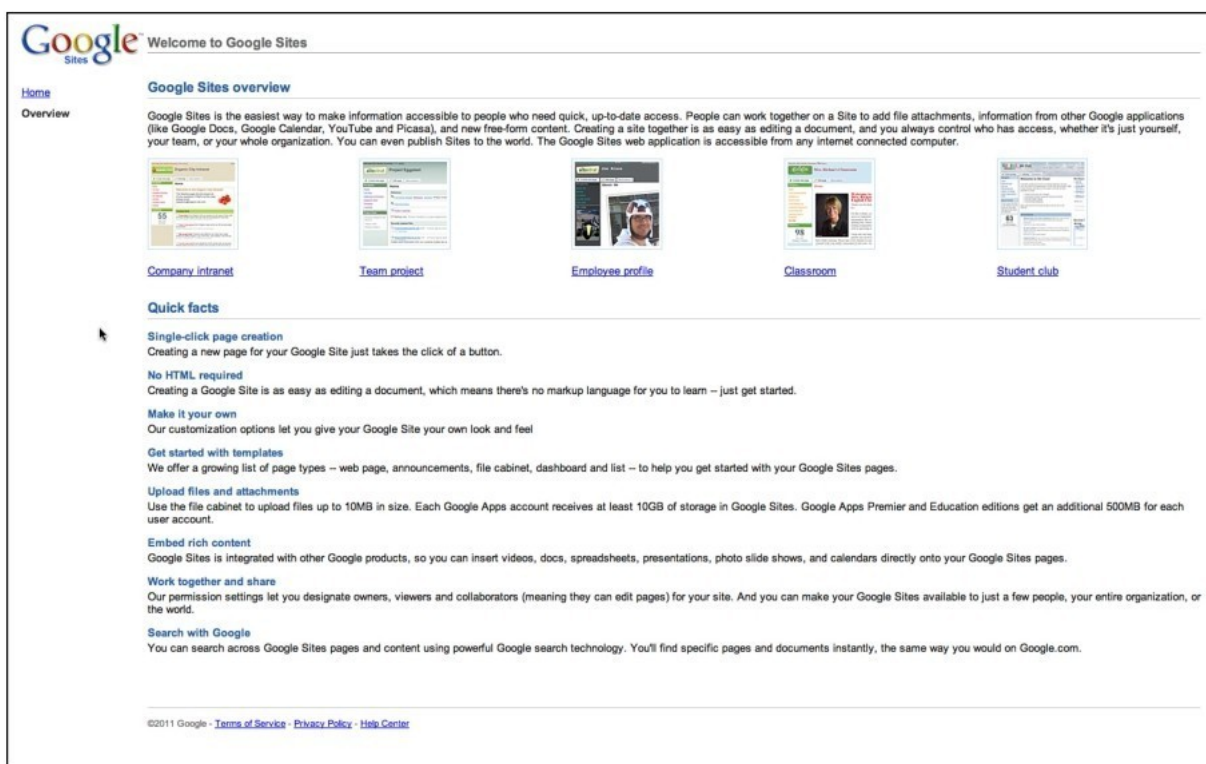 Google
Sites
Welcome to Google Sites
Home
Overview
Google Sites overview
Google Sites is the easiest way to make information accessible to people who need quick, up-to-date access. People can work together on a Site to add file attachments, information from other Google applications
(like Google Docs, Google Calendar, YouTube and Picasa), and new free-form content. Creating a site together is as easy as editing a document, and you always control who has access, whether it's just yourself,
your team, or your whole organization. You can even publish Sites to the world. The Google Sites web application is accessible from any internet connected computer.
Company intranet
Team project
Employee profile
Classroom
Student club
Quick facts
Single-click page creation
Creating a new page for your Google Site just takes the click of a button.
No HTML required
Creating a Google Site is as easy as editing a document, which means there's no markup language for you to learn -- just get started.
Make it your own
Our customization options let you give your Google Site your own look and feel
Get started with templates
We offer a growing list of page types -- web page, announcements, file cabinet, dashboard and list -- to help you get started with your Google Sites pages.
Upload files and attachments
Use the file cabinet to upload files up to 10MB in size. Each Google Apps account receives at least 10GB of storage in Google Sites. Google Apps Premier and Education editions get an additional 500MB for each
user account.
Embed rich content
Google Sites is integrated with other Google products, so you can insert videos, docs, spreadsheets, presentations, photo slide shows, and calendars directly onto your Google Sites pages.
Work together and share
Our permission settings let you designate owners, viewers and collaborators (meaning they can edit pages) for your site. And you can make your Google Sites available to just a few people, your entire organization, or
the world.
Search with Google
You can search across Google Sites pages and content using powerful Google search technology. You'll find specific pages and documents instantly, the same way you would on Google.com.
©2011 Google - Terms of Service - Privacy Policy - Help Center